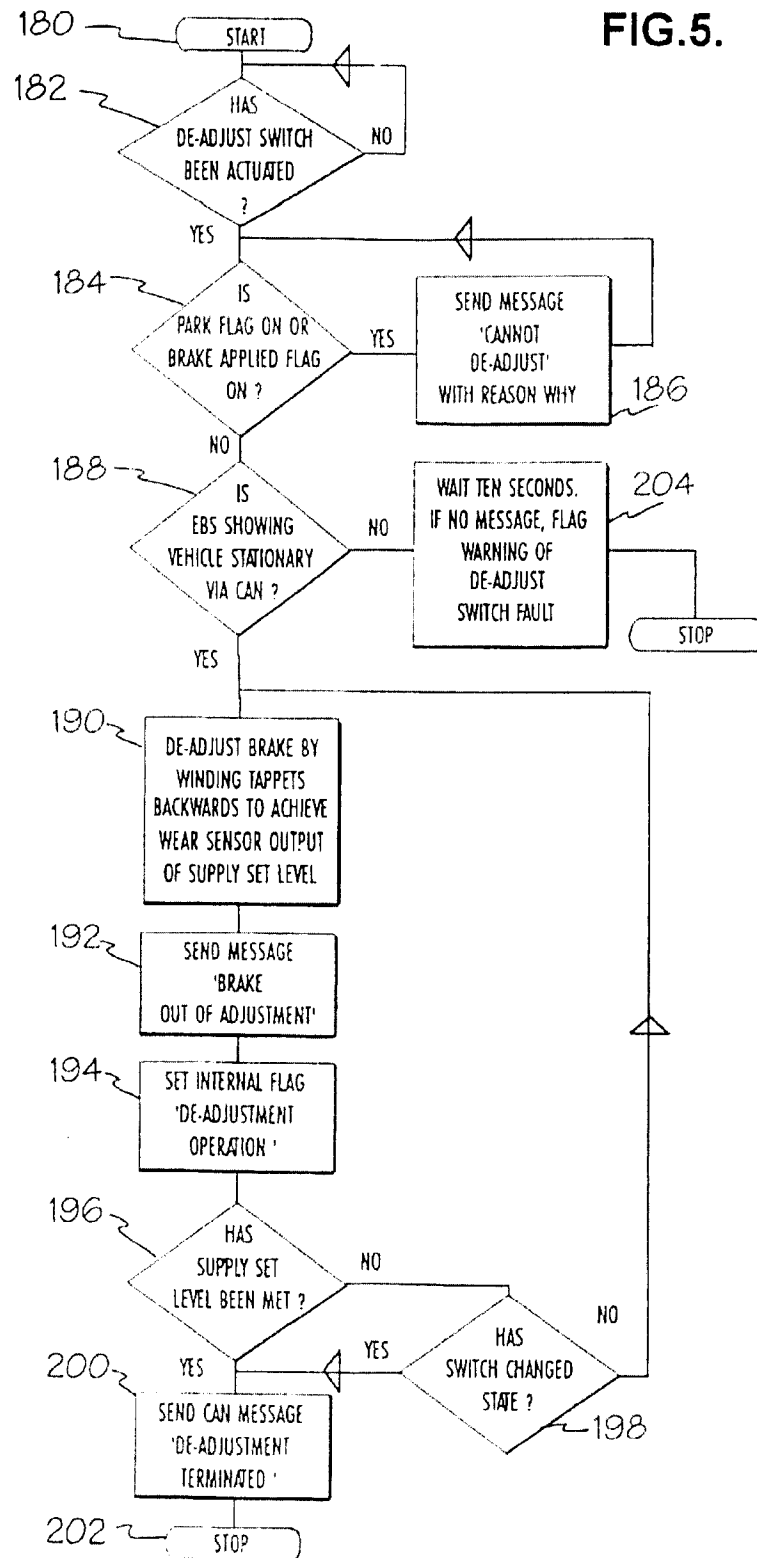 FIG.5.
180
START
182
HAS
DE-ADJUST SWITCH
BEEN ACTUATED
?
NO
YES
184
IS
PARK FLAG ON OR
BRAKE APPLIED FLAG
ON ?
YES
SEND MESSAGE
'CANNOT
DE-ADJUST'
WITH REASON WHY
186
NO
188
IS
EBS SHOWING
VEHICLE STATIONARY
VIA CAN ?
NO
WAIT TEN SECONDS.
IF NO MESSAGE, FLAG
WARNING OF
DE-ADJUST
SWITCH FAULT
204
STOP
YES
190
DE-ADJUST BRAKE BY
WINDING TAPPETS
BACKWARDS TO ACHIEVE
WEAR SENSOR OUTPUT
OF SUPPLY SET LEVEL
192
SEND MESSAGE
'BRAKE
OUT OF ADJUSTMENT'
194
SET INTERNAL FLAG
'DE-ADJUSTMENT
OPERATION '
196
HAS
SUPPLY SET
LEVEL BEEN MET ?
NO
YES
HAS
SWITCH CHANGED
STATE ?
198
YES
NO
200
SEND CAN MESSAGE
'DE-ADJUSTMENT
TERMINATED '
202
STOP